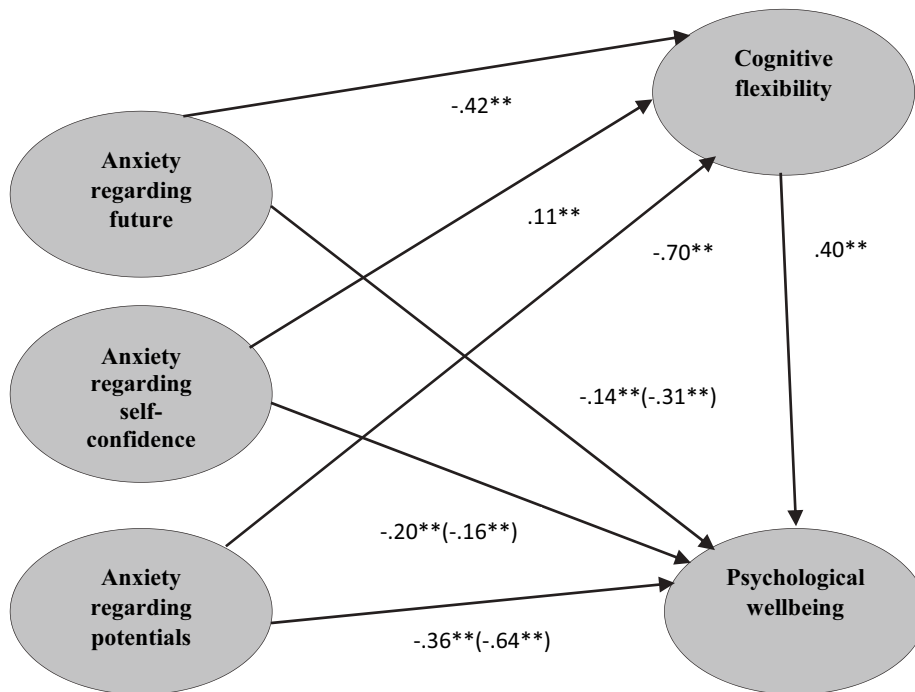 Cognitive
flexibility
-.42**
Anxiety
regarding
future
.11**
-.70**
.40**
Anxiety
regarding
self-
confidence
-.14**(-.31**)
-.20**(-.16**)
Anxiety
regarding
potentials
Psychological
wellbeing
-.36**(-.64**)